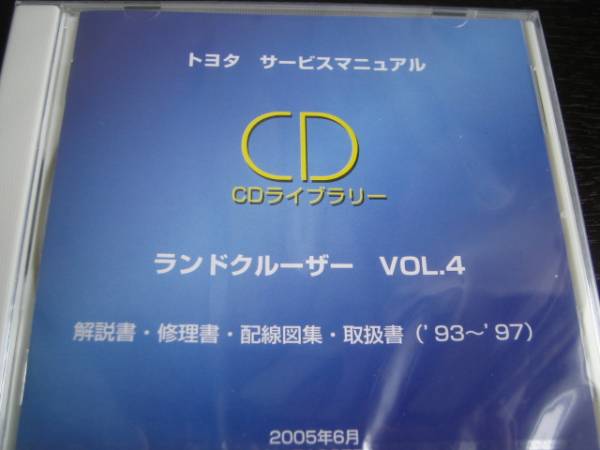 トヨタ　サービスマニュアル
CD
CDライブラリー
ランドクルーザー　VOL.4
解説書・修理書・配線図集・取扱書（'93～'97）
2005年6月